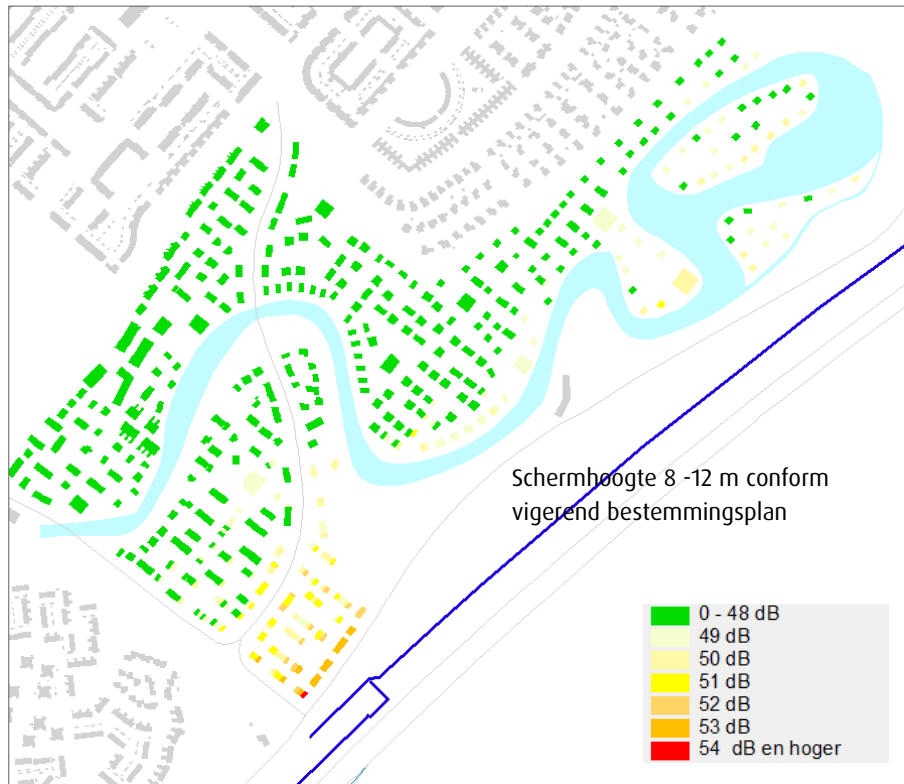 Schermhoogte 8 -12 m conform
vigerend bestemmingsplan
0 - 48 dB
49 dB
50 dB
51 dB
52 dB
53 dB
54 dB en hoger